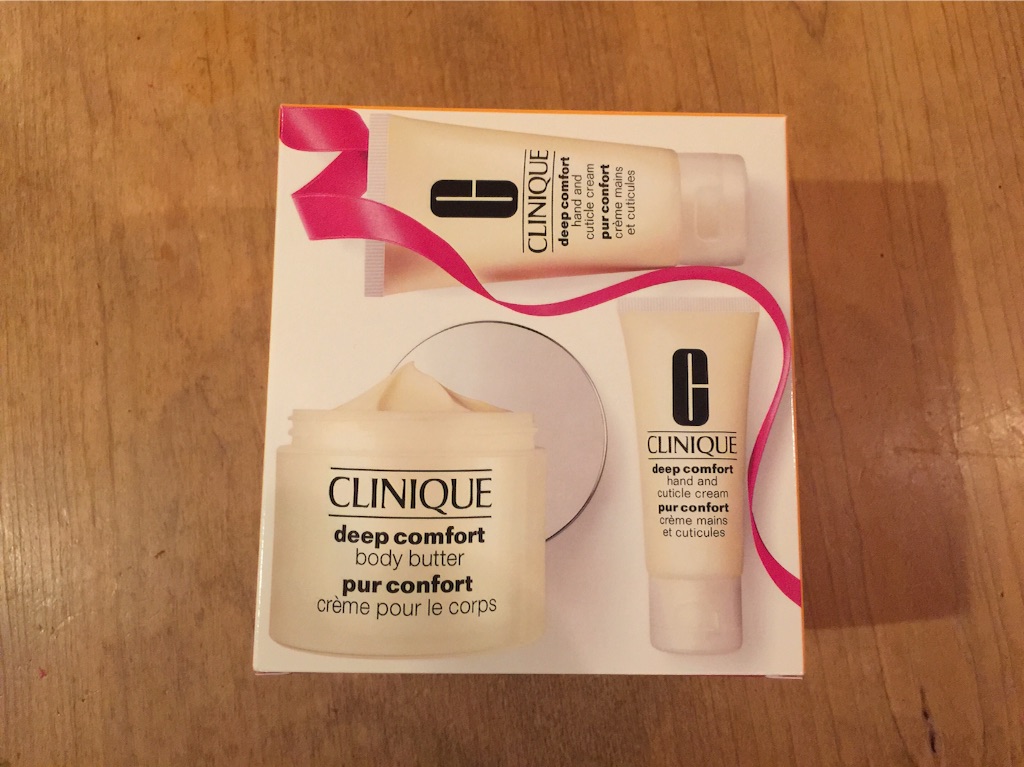 C
CLINIQUE
deep comfort
hand and
cuticle cream
pur confort
crème mains
et cuticules
C
CLINIQUE
deep comfort
hand and
cuticle cream
pur confort
crème mains
et cuticules
CLINIQUE
deep comfort
body butter
pur confort
crème pour le corps